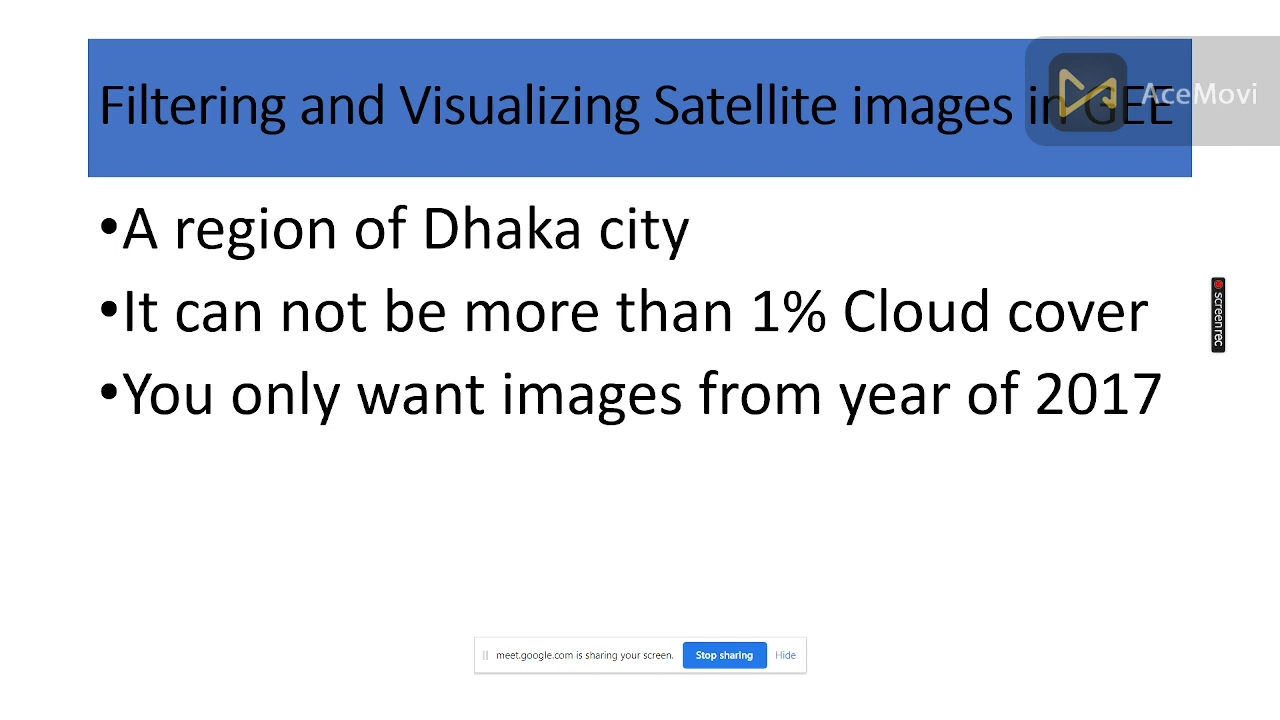 Filtering and Visualizing Satellite images in GEE
AceMovi
•A region of Dhaka city
•It can not be more than 1% Cloud cover
•You only want images from year of 2017
screenrec
meet.google.com is sharing your screen. Stop sharing Hide